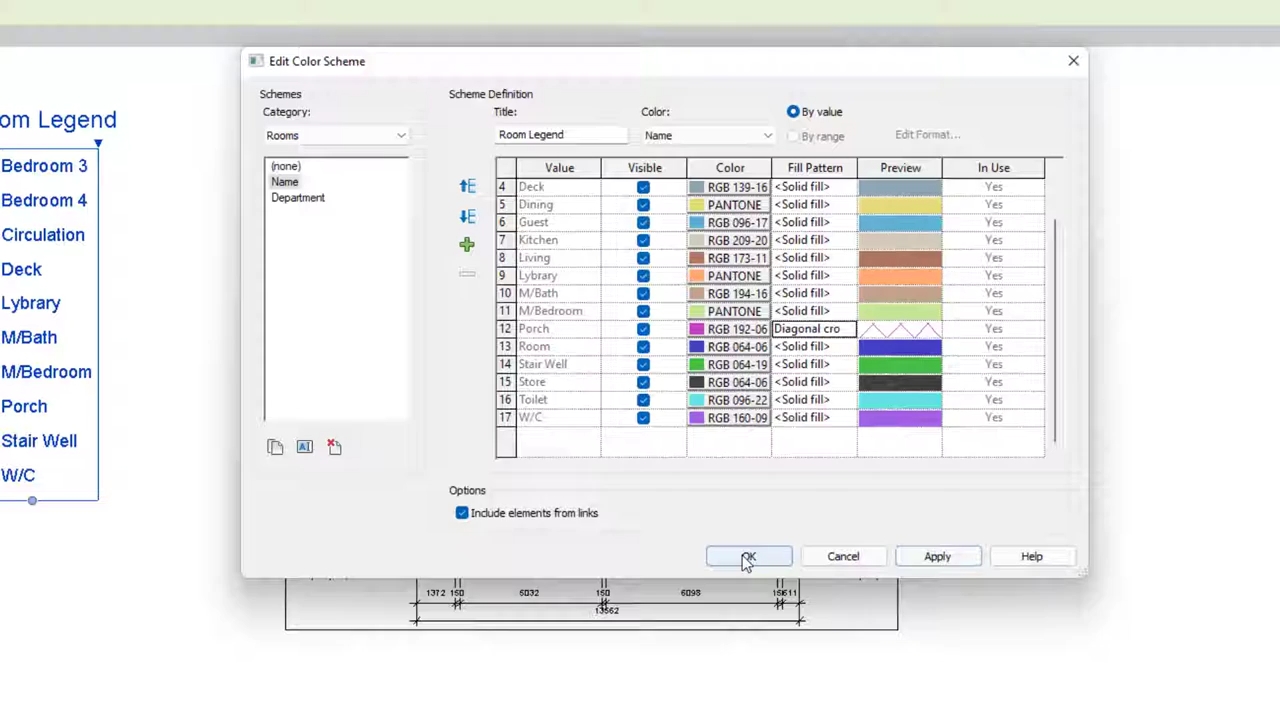 Edit Color Scheme
Schemes
Category:
Rooms
(none)
Name
Department
Scheme Definition
Title:
Room Legend
Color:
Name
By value
By range
Edit Format...
Value Visible Color Fill Pattern Preview In Use
4 Deck RGB 139-16 <Solid fill> Yes
5 Dining PANTONE <Solid fill> Yes
6 Guest RGB 096-17 <Solid fill> Yes
7 Kitchen RGB 209-20 <Solid fill> Yes
8 Living RGB 173-11 <Solid fill> Yes
9 Lybrary PANTONE <Solid fill> Yes
10 M/Bath RGB 194-16 <Solid fill> Yes
11 M/Bedroom PANTONE <Solid fill> Yes
12 Porch RGB 192-06 Diagonal cro Yes
13 Room RGB 064-06 <Solid fill> Yes
14 Stair Well RGB 064-19 <Solid fill> Yes
15 Store RGB 064-06 <Solid fill> Yes
16 Toilet RGB 096-22 <Solid fill> Yes
17 W/C RGB 160-09 <Solid fill> Yes
Options
Include elements from links
OK Cancel Apply Help
om Legend
Bedroom 3
Bedroom 4
Circulation
Deck
Lybrary
M/Bath
M/Bedroom
Porch
Stair Well
W/C
1372 150 6032 150 6098